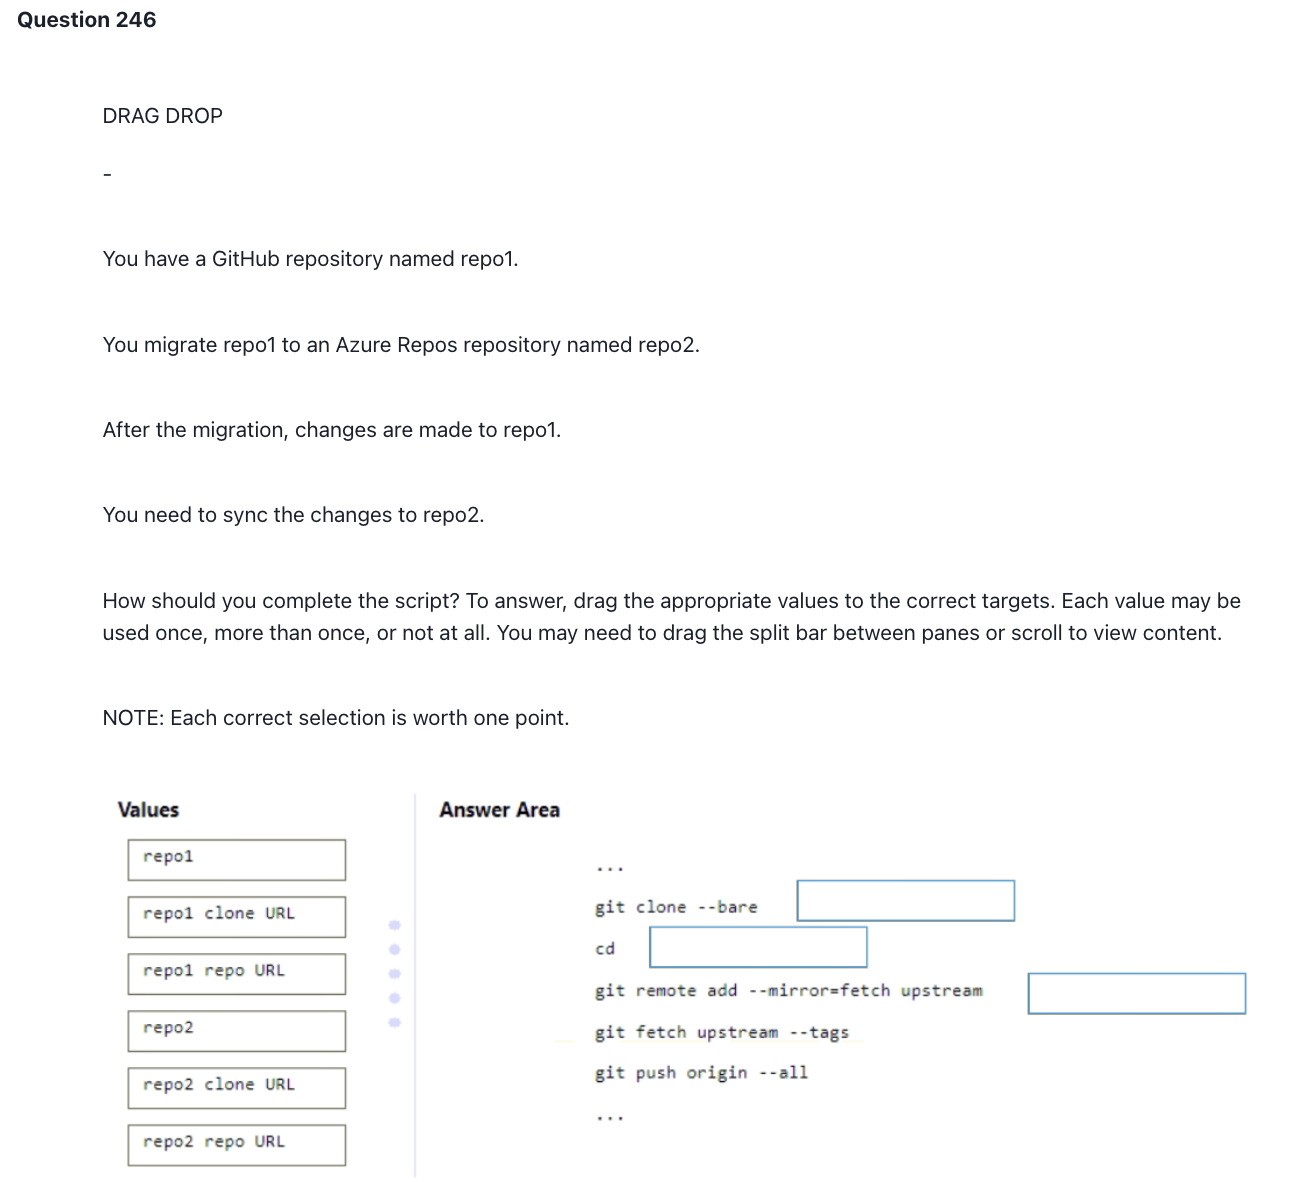 Question 246
DRAG DROP
-
You have a GitHub repository named repo1.
You migrate repo1 to an Azure Repos repository named repo2.
After the migration, changes are made to repo1.
You need to sync the changes to repo2.
How should you complete the script? To answer, drag the appropriate values to the correct targets. Each value may be
used once, more than once, or not at all. You may need to drag the split bar between panes or scroll to view content.
NOTE: Each correct selection is worth one point.
Values
repo1
repo1 clone URL
repo1 repo URL
repo2
repo2 clone URL
repo2 repo URL
Answer Area
...
git clone --bare
cd
git remote add --mirror=fetch upstream
git fetch upstream --tags
git push origin --all
...